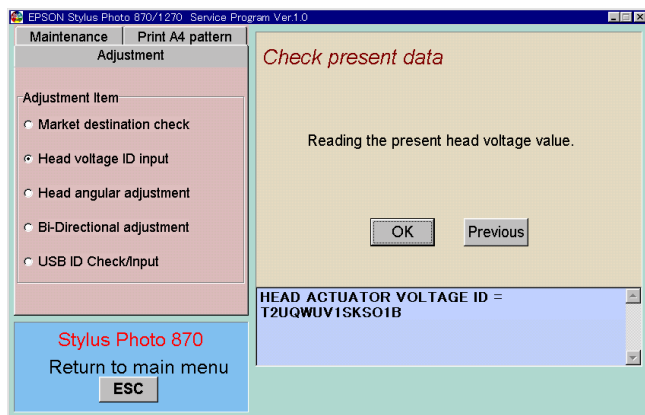 EPSON Stylus Photo 870/1270 Service Program Ver.1.0
Maintenance
Print A4 pattern
Adjustment
Adjustment Item
Market destination check
Head voltage ID input
Head angular adjustment
Bi-Directional adjustment
USB ID Check/Input
Check present data
Reading the present head voltage value.
OK
Previous
HEAD ACTUATOR VOLTAGE ID =
T2UQWUV1SKSO1B
Stylus Photo 870
Return to main menu
ESC